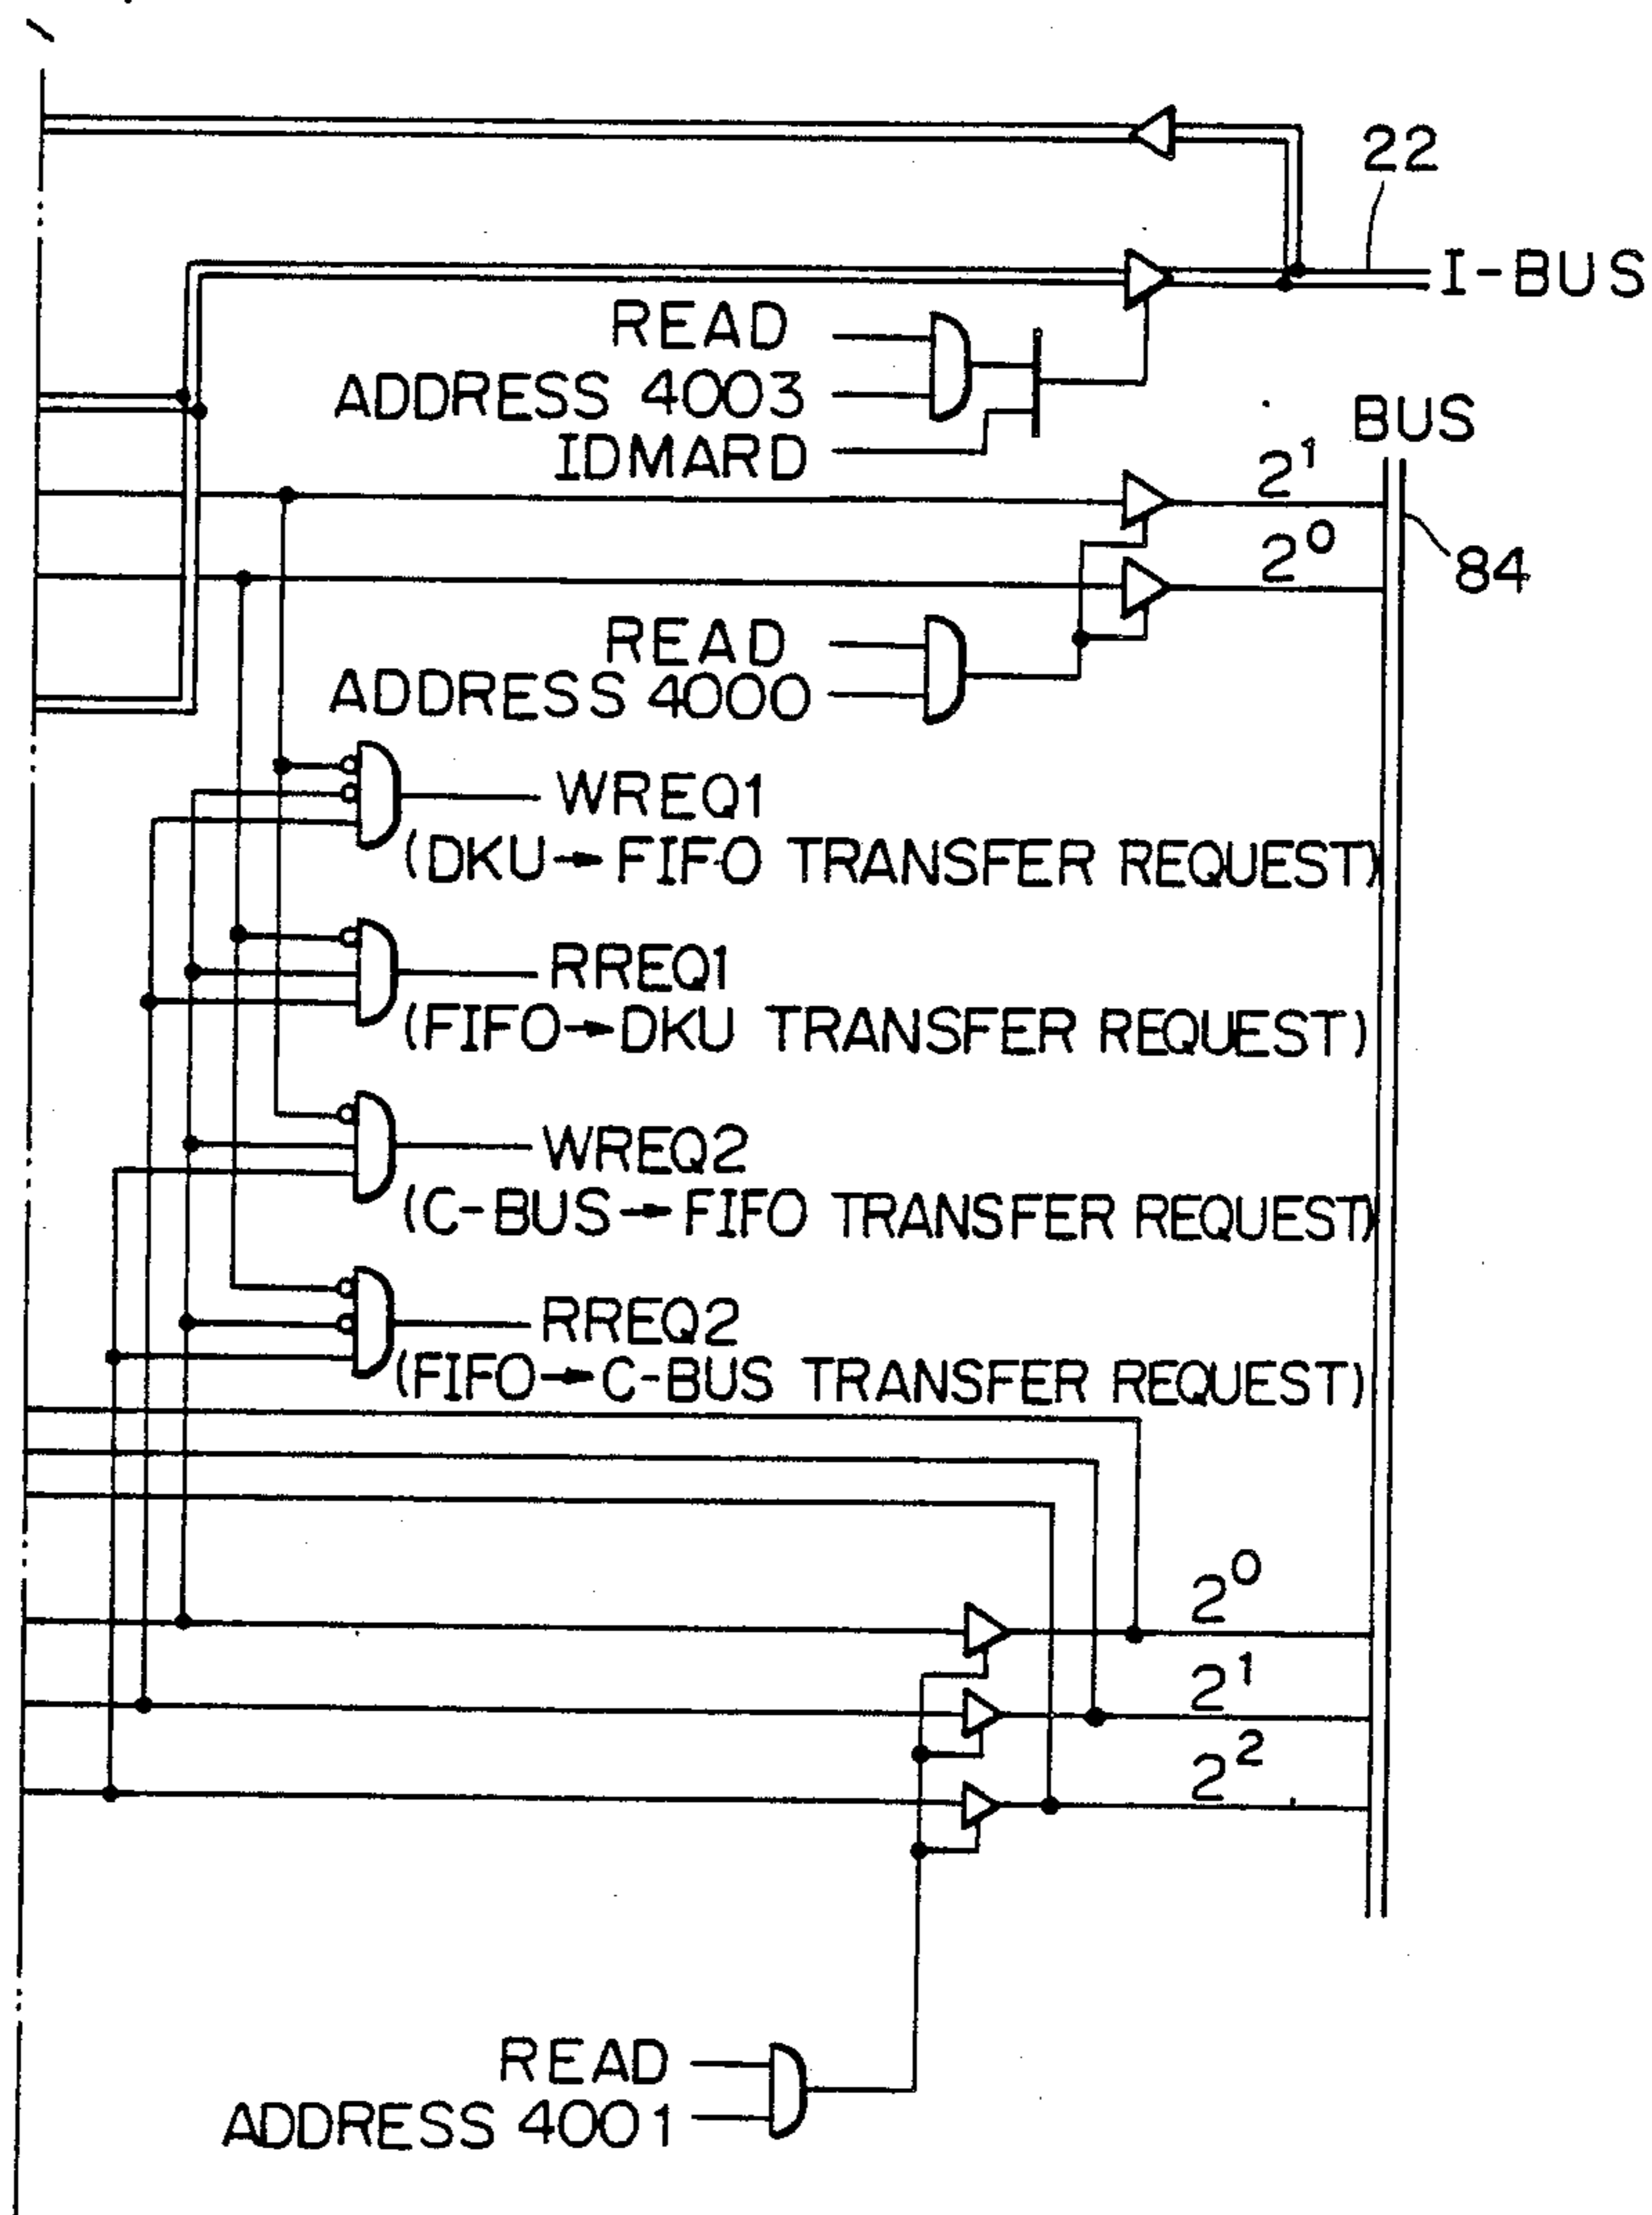 22
I-BUS
READ
ADDRESS 4003
IDMARD
BUS
2¹
2⁰
84
READ
ADDRESS 4000
WREQ1
(DKU→FIFO TRANSFER REQUEST)
RREQ1
(FIFO→DKU TRANSFER REQUEST)
WREQ2
(C-BUS→FIFO TRANSFER REQUEST)
RREQ2
(FIFO→C-BUS TRANSFER REQUEST)
2⁰
2¹
2²
READ
ADDRESS 4001